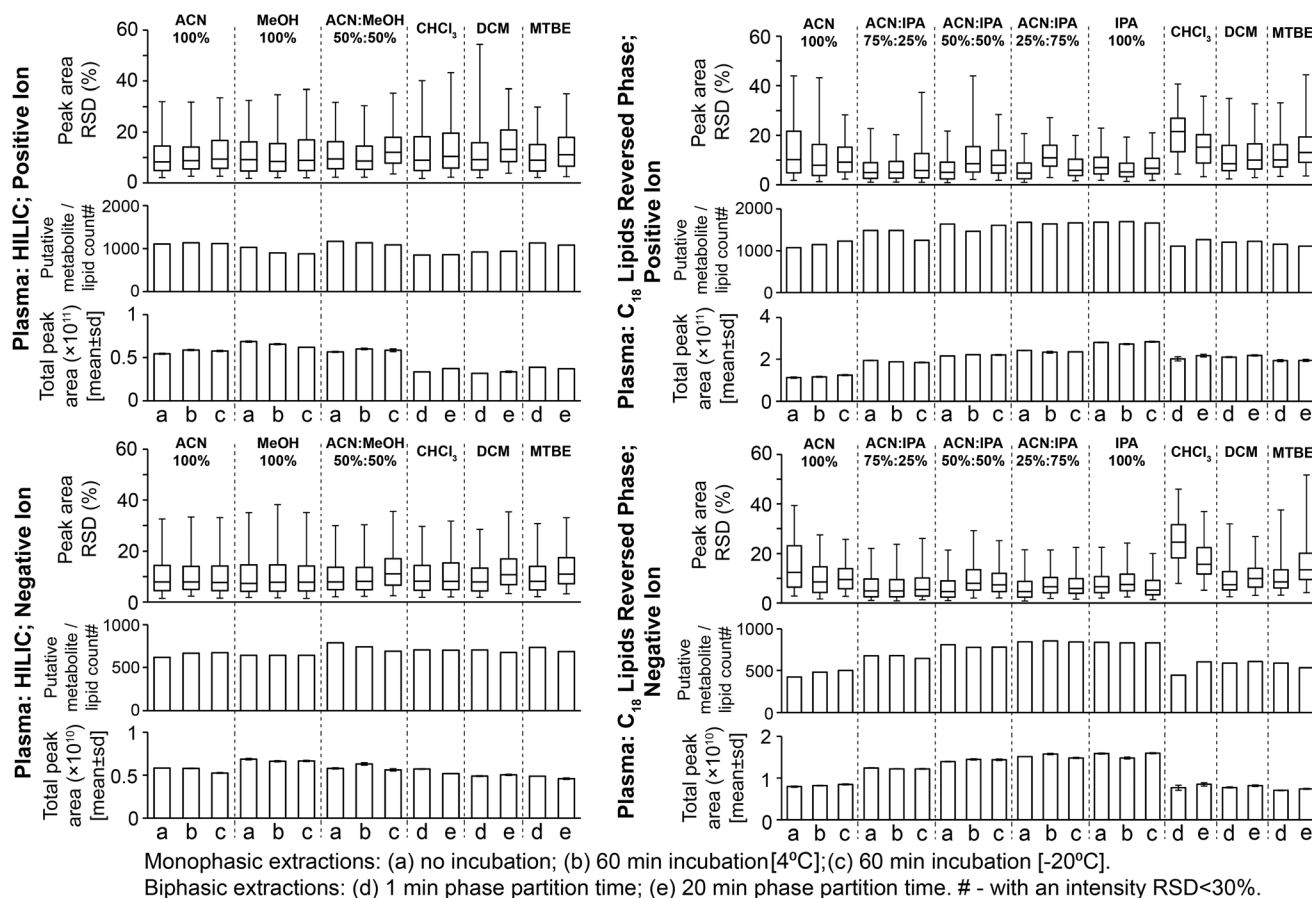 Plasma: HILIC; Positive Ion
ACN
100%
MeOH
100%
ACN:MeOH
50%:50%
CHCl₃
DCM
MTBE
Peak area
RSD (%)
60
40
20
0
Putative
metabolite /
lipid count#
2000
1000
0
Total peak
area (×10¹¹)
[mean±sd]
1
0.5
0
a b c a b c a b c d e d e d e
Plasma: C₁₈ Lipids Reversed Phase;
Positive Ion
ACN
100%
ACN:IPA
75%:25%
ACN:IPA
50%:50%
ACN:IPA
25%:75%
IPA
100%
CHCl₃
DCM
MTBE
Peak area
RSD (%)
60
40
20
0
Putative
metabolite /
lipid count#
2000
1000
0
Total peak
area (×10¹¹)
[mean±sd]
4
2
0
a b c a b c a b c a b c a b c d e d e d e
Plasma: HILIC; Negative Ion
ACN
100%
MeOH
100%
ACN:MeOH
50%:50%
CHCl₃
DCM
MTBE
Peak area
RSD (%)
60
40
20
0
Putative
metabolite /
lipid count#
1000
500
0
Total peak
area (×10¹⁰)
[mean±sd]
1
0.5
0
a b c a b c a b c d e d e d e
Plasma: C₁₈ Lipids Reversed Phase;
Negative Ion
ACN
100%
ACN:IPA
75%:25%
ACN:IPA
50%:50%
ACN:IPA
25%:75%
IPA
100%
CHCl₃
DCM
MTBE
Peak area
RSD (%)
60
40
20
0
Putative
metabolite /
lipid count#
1000
500
0
Total peak
area (×10¹⁰)
[mean±sd]
2
1
0
a b c a b c a b c a b c a b c d e d e d e
Monophasic extractions: (a) no incubation; (b) 60 min incubation[4ºC];(c) 60 min incubation [-20ºC].
Biphasic extractions: (d) 1 min phase partition time; (e) 20 min phase partition time. # - with an intensity RSD<30%.